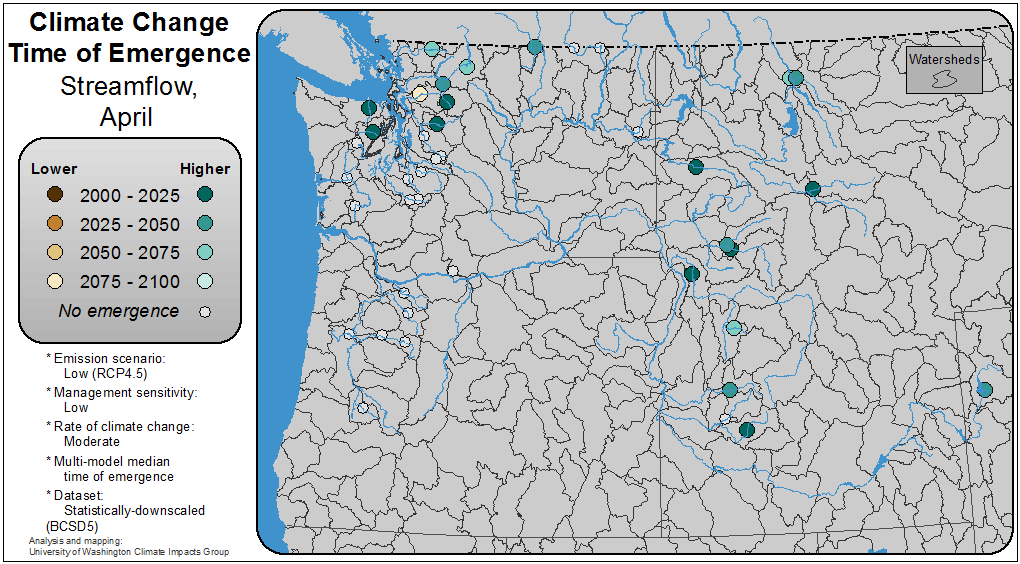 Climate Change
Time of Emergence
Streamflow,
April
Lower Higher
2000 - 2025
2025 - 2050
2050 - 2075
2075 - 2100
No emergence
* Emission scenario:
Low (RCP4.5)
* Management sensitivity:
Low
* Rate of climate change:
Moderate
* Multi-model median
time of emergence
* Dataset:
Statistically-downscaled
(BCSD5)
Analysis and mapping:
University of Washington Climate Impacts Group
Watersheds